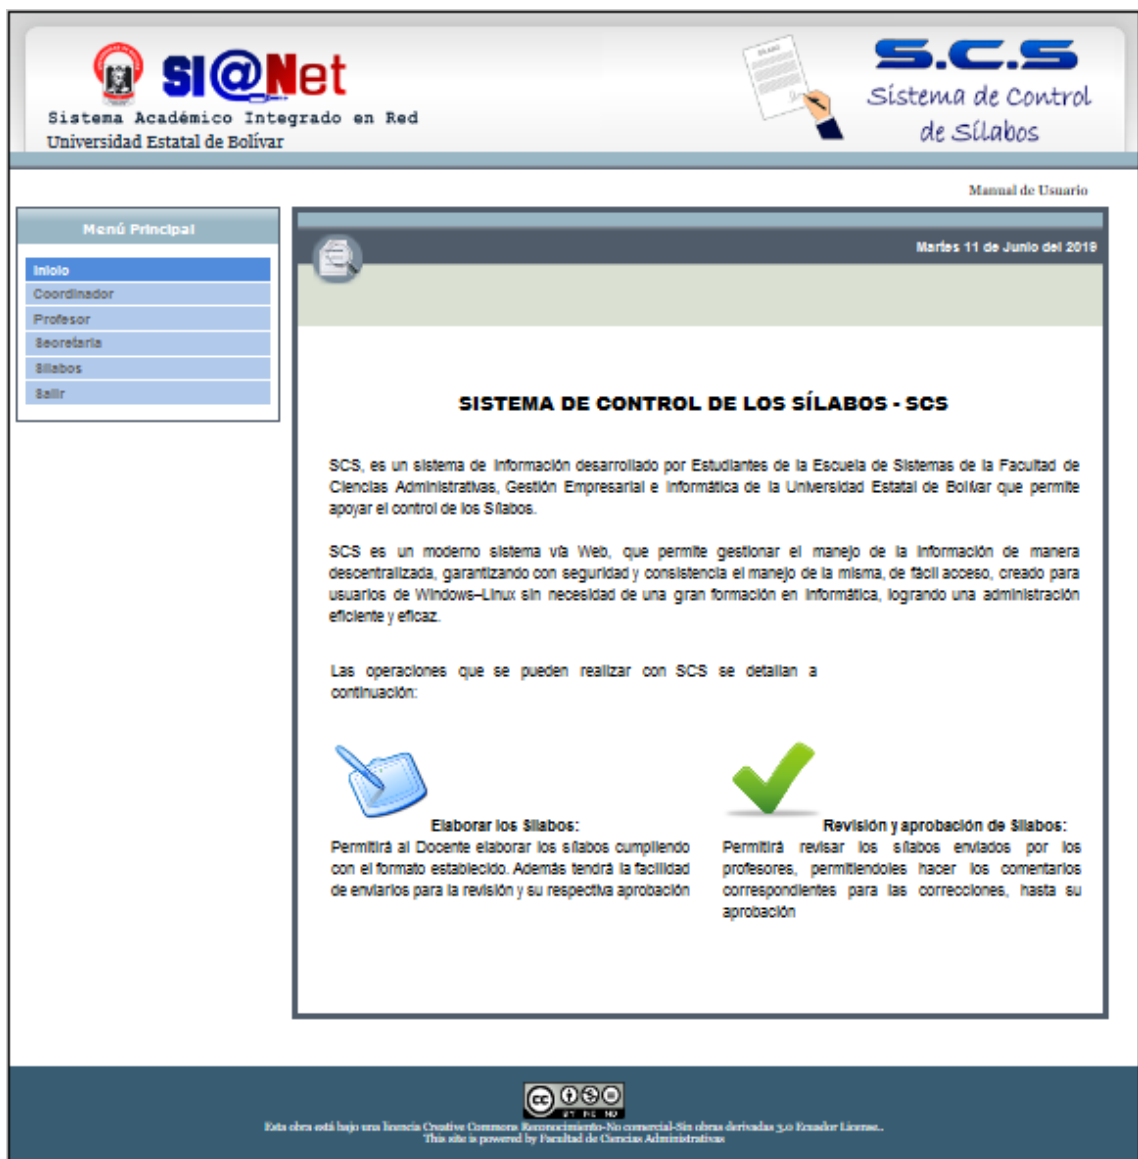 SI@Net
Sistema Académico Integrado en Red
Universidad Estatal de Bolívar
SILABO
S.C.S
Sistema de Control
de Sílabos
Manual de Usuario
Menú Principal
Inicio
Coordinador
Profesor
Secretaria
Sílabos
Salir
Martes 11 de Junio del 2019
SISTEMA DE CONTROL DE LOS SÍLABOS - SCS
SCS, es un sistema de información desarrollado por Estudiantes de la Escuela de Sistemas de la Facultad de
Ciencias Administrativas, Gestión Empresarial e Informática de la Universidad Estatal de Bolívar que permite
apoyar el control de los Sílabos.
SCS es un moderno sistema vía Web, que permite gestionar el manejo de la información de manera
descentralizada, garantizando con seguridad y consistencia el manejo de la misma, de fácil acceso, creado para
usuarios de Windows–Linux sin necesidad de una gran formación en informática, logrando una administración
eficiente y eficaz.
Las operaciones que se pueden realizar con SCS se detallan a
continuación:
Elaborar los Sílabos:
Permitirá al Docente elaborar los sílabos cumpliendo
con el formato establecido. Además tendrá la facilidad
de enviarlos para la revisión y su respectiva aprobación
Revisión y aprobación de Sílabos:
Permitirá revisar los sílabos enviados por los
profesores, permitiendoles hacer los comentarios
correspondientes para las correcciones, hasta su
aprobación
cc
BY NC ND
Esta obra está bajo una licencia Creative Commons Reconocimiento-No comercial-Sin obras derivadas 3.0 Ecuador License..
This site is powered by Facultad de Ciencias Administrativas